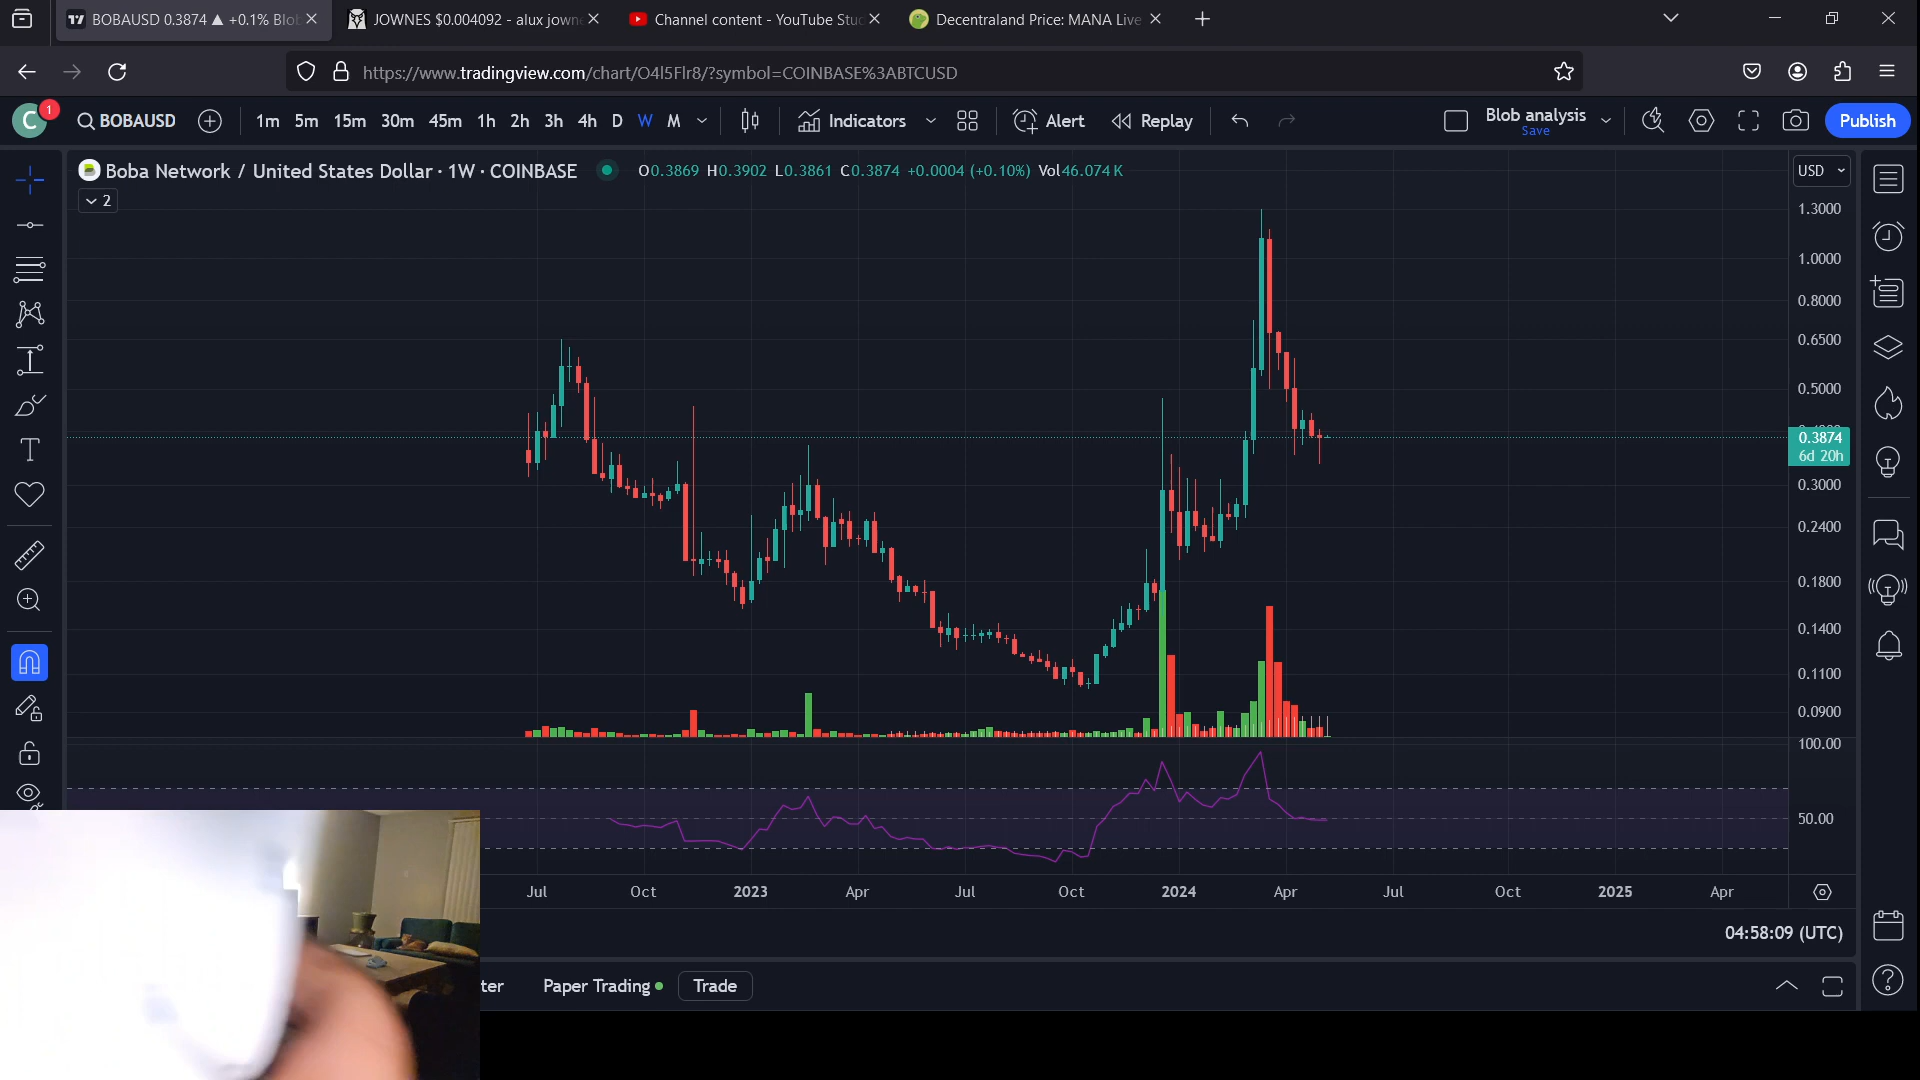 BOBAUSD 0.3874 ▲ +0.1% Blo
JOWNES $0.004092 - alux jown
Channel content - YouTube Stu
Decentraland Price: MANA Live
https://www.tradingview.com/chart/O4l5Flr8/?symbol=COINBASE%3ABTCUSD
C
1
BOBAUSD
1m 5m 15m 30m 45m 1h 2h 3h 4h D W M
Indicators
Alert
Replay
Blob analysis
Save
Publish
Boba Network / United States Dollar · 1W · COINBASE
O0.3869 H0.3902 L0.3861 C0.3874 +0.0004 (+0.10%) Vol46.074 K
USD
2
1.3000
1.0000
0.8000
0.6500
0.5000
0.3874
6d 20h
0.3000
0.2400
0.1800
0.1400
0.1100
0.0900
100.00
50.00
Jul Oct 2023 Apr Jul Oct 2024 Apr Jul Oct 2025 Apr
04:58:09 (UTC)
ter
Paper Trading
Trade